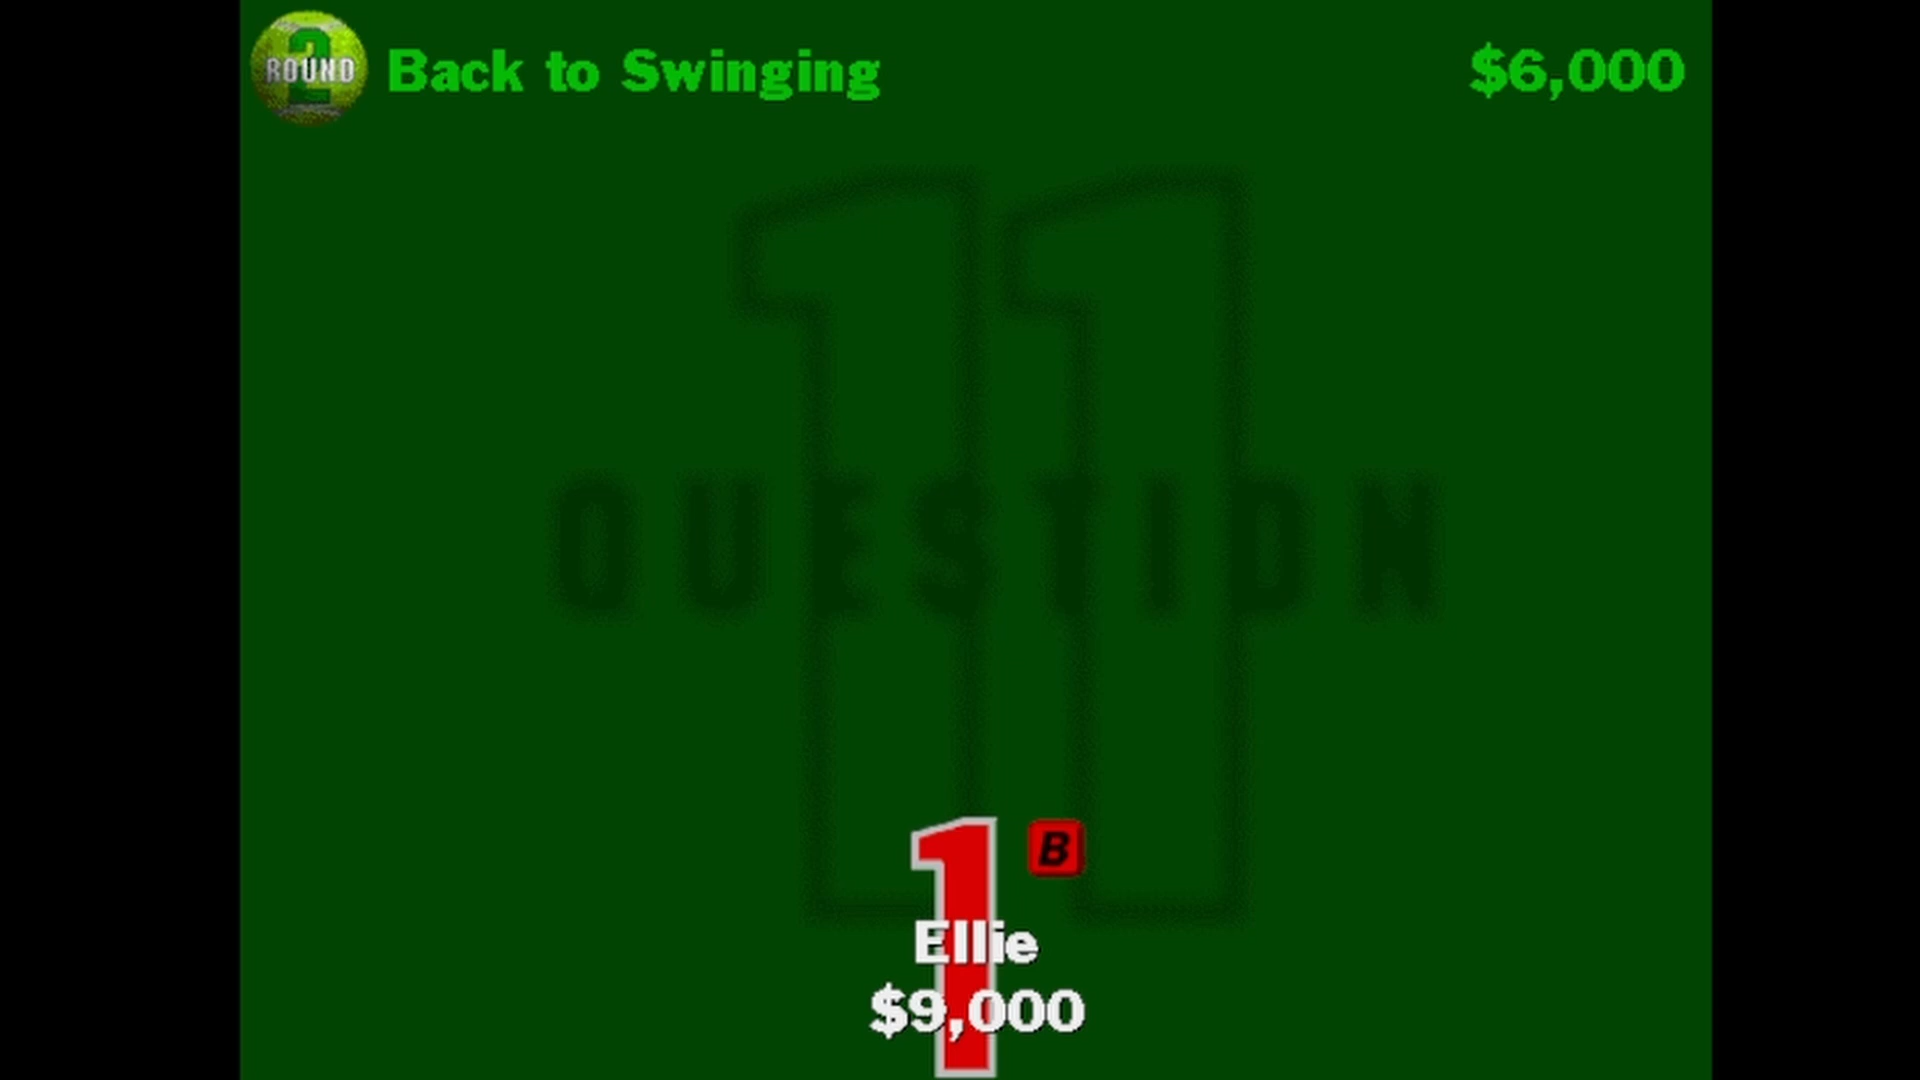 2
ROUND
Back to Swinging
$6,000
11
QUESTION
1
B
Ellie
$9,000